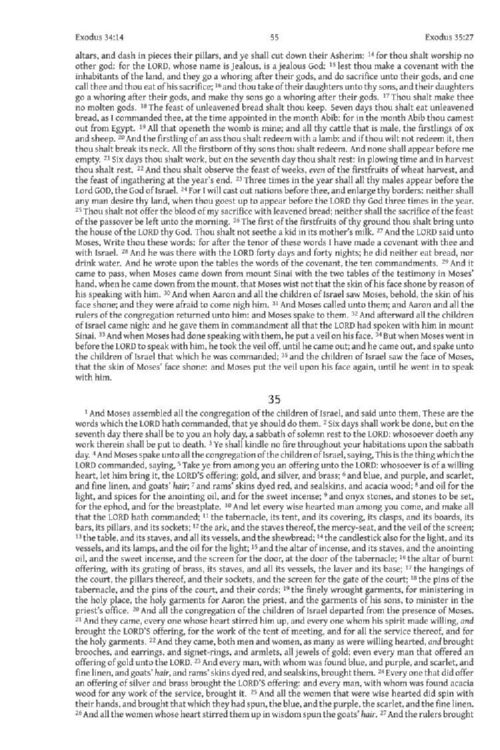 Exodus 34:14 55 Exodus 35:27
altars, and dash in pieces their pillars, and ye shall cut down their Asherim: 14 for thou shalt worship no
other god: for the LORD, whose name is Jealous, is a jealous God: 15 lest thou make a covenant with the
inhabitants of the land, and they go a whoring after their gods, and do sacrifice unto their gods, and one
call thee and thou eat of his sacrifice; 16 and thou take of their daughters unto thy sons, and their daughters
go a whoring after their gods, and make thy sons go a whoring after their gods. 17 Thou shalt make thee
no molten gods. 18 The feast of unleavened bread shalt thou keep. Seven days thou shalt eat unleavened
bread, as I commanded thee, at the time appointed in the month Abib: for in the month Abib thou camest
out from Egypt. 19 All that openeth the womb is mine; and all thy cattle that is male, the firstlings of ox
and sheep. 20 And the firstling of an ass thou shalt redeem with a lamb: and if thou wilt not redeem it, then
thou shalt break its neck. All the firstborn of thy sons thou shalt redeem. And none shall appear before me
empty. 21 Six days thou shalt work, but on the seventh day thou shalt rest: in plowing time and in harvest
thou shalt rest. 22 And thou shalt observe the feast of weeks, even of the firstfruits of wheat harvest, and
the feast of ingathering at the year's end. 23 Three times in the year shall all thy males appear before the
Lord GOD, the God of Israel. 24 For I will cast out nations before thee, and enlarge thy borders: neither shall
any man desire thy land, when thou goest up to appear before the LORD thy God three times in the year.
25 Thou shalt not offer the blood of my sacrifice with leavened bread; neither shall the sacrifice of the feast
of the passover be left unto the morning. 26 The first of the firstfruits of thy ground thou shalt bring unto
the house of the LORD thy God. Thou shalt not seethe a kid in its mother's milk. 27 And the LORD said unto
Moses, Write thou these words: for after the tenor of these words I have made a covenant with thee and
with Israel. 28 And he was there with the LORD forty days and forty nights; he did neither eat bread, nor
drink water. And he wrote upon the tables the words of the covenant, the ten commandments. 29 And it
came to pass, when Moses came down from mount Sinai with the two tables of the testimony in Moses'
hand, when he came down from the mount, that Moses wist not that the skin of his face shone by reason of
his speaking with him. 30 And when Aaron and all the children of Israel saw Moses, behold, the skin of his
face shone; and they were afraid to come nigh him. 31 And Moses called unto them; and Aaron and all the
rulers of the congregation returned unto him: and Moses spake to them. 32 And afterward all the children
of Israel came nigh: and he gave them in commandment all that the LORD had spoken with him in mount
Sinai. 33 And when Moses had done speaking with them, he put a veil on his face. 34 But when Moses went in
before the LORD to speak with him, he took the veil off, until he came out; and he came out, and spake unto
the children of Israel that which he was commanded; 35 and the children of Israel saw the face of Moses,
that the skin of Moses' face shone: and Moses put the veil upon his face again, until he went in to speak
with him.
35
1 And Moses assembled all the congregation of the children of Israel, and said unto them, These are the
words which the LORD hath commanded, that ye should do them. 2 Six days shall work be done, but on the
seventh day there shall be to you an holy day, a sabbath of solemn rest to the LORD: whosoever doeth any
work therein shall be put to death. 3 Ye shall kindle no fire throughout your habitations upon the sabbath
day. 4 And Moses spake unto all the congregation of the children of Israel, saying, This is the thing which the
LORD commanded, saying, 5 Take ye from among you an offering unto the LORD: whosoever is of a willing
heart, let him bring it, the LORD'S offering; gold, and silver, and brass; 6 and blue, and purple, and scarlet,
and fine linen, and goats' hair; 7 and rams' skins dyed red, and sealskins, and acacia wood; 8 and oil for the
light, and spices for the anointing oil, and for the sweet incense; 9 and onyx stones, and stones to be set,
for the ephod, and for the breastplate. 10 And let every wise hearted man among you come, and make all
that the LORD hath commanded; 11 the tabernacle, its tent, and its covering, its clasps, and its boards, its
bars, its pillars, and its sockets; 12 the ark, and the staves thereof, the mercy-seat, and the veil of the screen;
13 the table, and its staves, and all its vessels, and the shewbread; 14 the candlestick also for the light, and its
vessels, and its lamps, and the oil for the light; 15 and the altar of incense, and its staves, and the anointing
oil, and the sweet incense, and the screen for the door, at the door of the tabernacle; 16 the altar of burnt
offering, with its grating of brass, its staves, and all its vessels, the laver and its base; 17 the hangings of
the court, the pillars thereof, and their sockets, and the screen for the gate of the court; 18 the pins of the
tabernacle, and the pins of the court, and their cords; 19 the finely wrought garments, for ministering in
the holy place, the holy garments for Aaron the priest, and the garments of his sons, to minister in the
priest's office. 20 And all the congregation of the children of Israel departed from the presence of Moses.
21 And they came, every one whose heart stirred him up, and every one whom his spirit made willing, and
brought the LORD'S offering, for the work of the tent of meeting, and for all the service thereof, and for
the holy garments. 22 And they came, both men and women, as many as were willing hearted, and brought
brooches, and earrings, and signet-rings, and armlets, all jewels of gold; even every man that offered an
offering of gold unto the LORD. 23 And every man, with whom was found blue, and purple, and scarlet, and
fine linen, and goats' hair, and rams' skins dyed red, and sealskins, brought them. 24 Every one that did offer
an offering of silver and brass brought the LORD'S offering: and every man, with whom was found acacia
wood for any work of the service, brought it. 25 And all the women that were wise hearted did spin with
their hands, and brought that which they had spun, the blue, and the purple, the scarlet, and the fine linen.
26 And all the women whose heart stirred them up in wisdom spun the goats' hair. 27 And the rulers brought